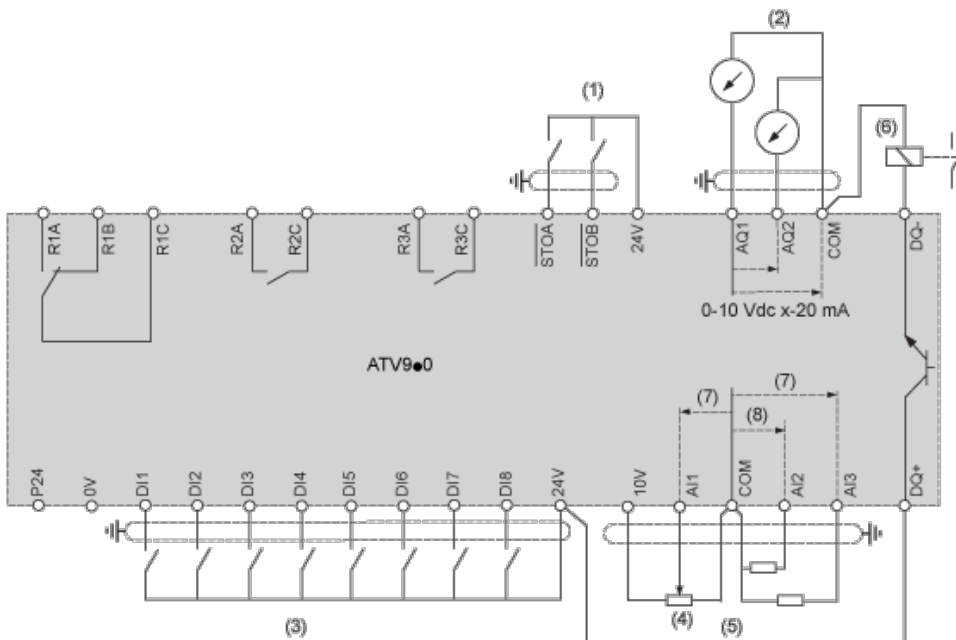 (2)
(1)
(6)
R1A
R1B
R1C
R2A
R2C
R3A
R3C
STOA
STOB
24V
AQ1
AQ2
COM
DQ-
0-10 Vdc x-20 mA
ATV9●0
(7)
(7)
(8)
P24
0V
DI1
DI2
DI3
DI4
DI5
DI6
DI7
DI8
24V
10V
AI1
COM
AI2
AI3
DQ+
(3)
(4)
(5)